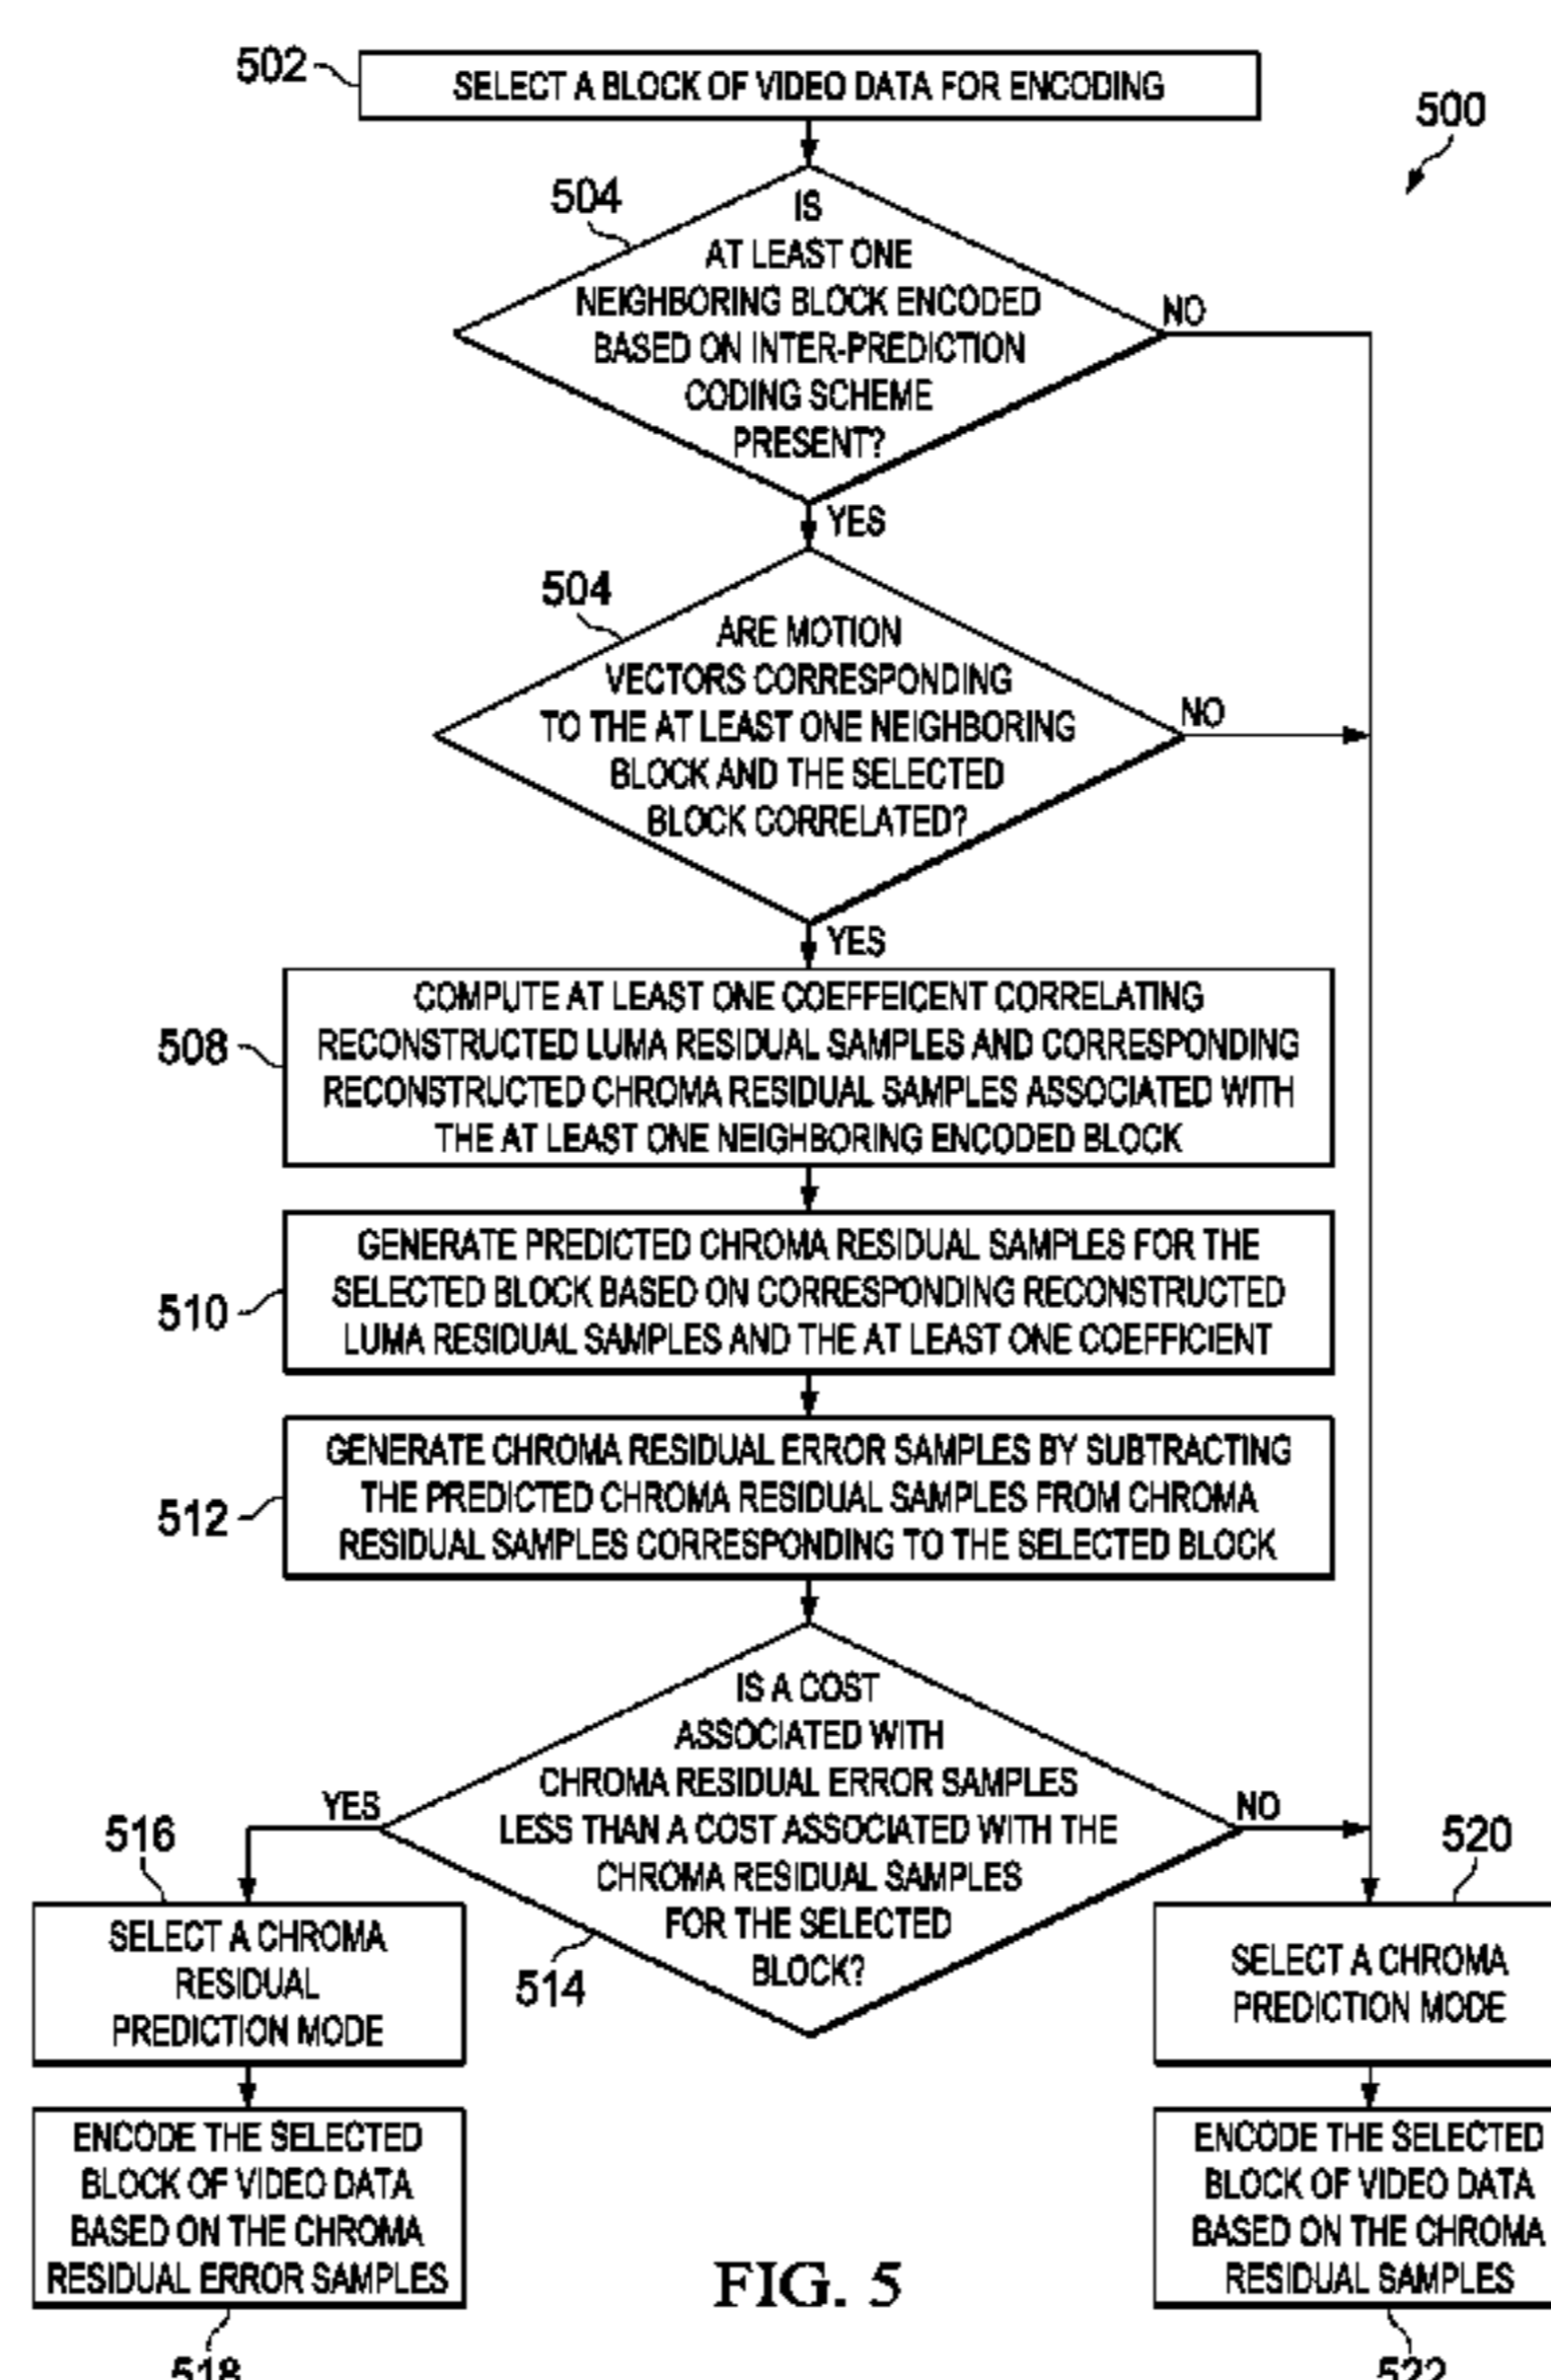 502
SELECT A BLOCK OF VIDEO DATA FOR ENCODING
500
504
IS
AT LEAST ONE
NEIGHBORING BLOCK ENCODED
BASED ON INTER-PREDICTION
CODING SCHEME
PRESENT?
NO
YES
504
ARE MOTION
VECTORS CORRESPONDING
TO THE AT LEAST ONE NEIGHBORING
BLOCK AND THE SELECTED
BLOCK CORRELATED?
NO
YES
508
COMPUTE AT LEAST ONE COEFFEICENT CORRELATING
RECONSTRUCTED LUMA RESIDUAL SAMPLES AND CORRESPONDING
RECONSTRUCTED CHROMA RESIDUAL SAMPLES ASSOCIATED WITH
THE AT LEAST ONE NEIGHBORING ENCODED BLOCK
510
GENERATE PREDICTED CHROMA RESIDUAL SAMPLES FOR THE
SELECTED BLOCK BASED ON CORRESPONDING RECONSTRUCTED
LUMA RESIDUAL SAMPLES AND THE AT LEAST ONE COEFFICIENT
512
GENERATE CHROMA RESIDUAL ERROR SAMPLES BY SUBTRACTING
THE PREDICTED CHROMA RESIDUAL SAMPLES FROM CHROMA
RESIDUAL SAMPLES CORRESPONDING TO THE SELECTED BLOCK
IS A COST
ASSOCIATED WITH
CHROMA RESIDUAL ERROR SAMPLES
LESS THAN A COST ASSOCIATED WITH THE
CHROMA RESIDUAL SAMPLES
FOR THE SELECTED
BLOCK?
YES
NO
514
516
SELECT A CHROMA
RESIDUAL
PREDICTION MODE
520
SELECT A CHROMA
PREDICTION MODE
ENCODE THE SELECTED
BLOCK OF VIDEO DATA
BASED ON THE CHROMA
RESIDUAL ERROR SAMPLES
518
ENCODE THE SELECTED
BLOCK OF VIDEO DATA
BASED ON THE CHROMA
RESIDUAL SAMPLES
522
FIG. 5